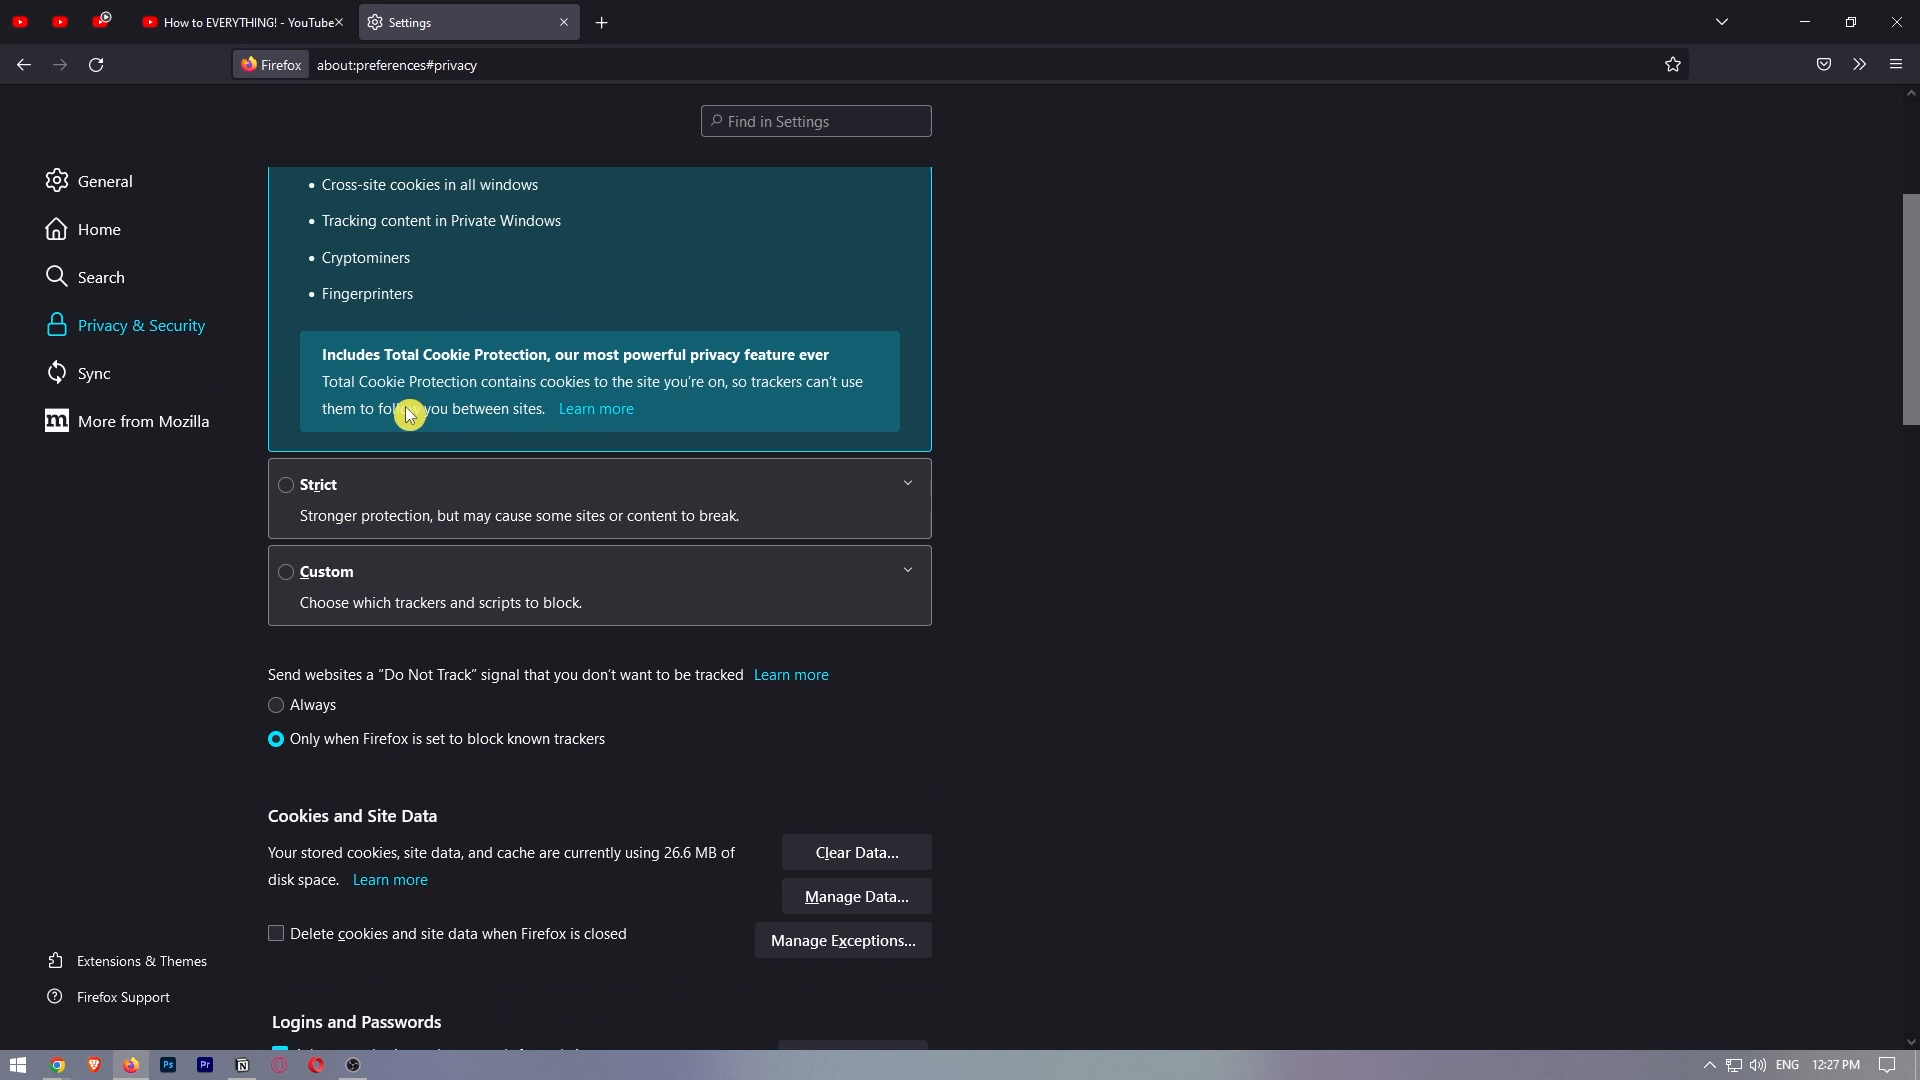 How to EVERYTHING! - YouTube
Settings
Firefox
about:preferences#privacy
Find in Settings
General
Home
Search
Privacy & Security
Sync
m More from Mozilla
Extensions & Themes
Firefox Support
• Cross-site cookies in all windows
• Tracking content in Private Windows
• Cryptominers
• Fingerprinters
Includes Total Cookie Protection, our most powerful privacy feature ever
Total Cookie Protection contains cookies to the site you’re on, so trackers can’t use
them to follow you between sites. Learn more
Strict
Stronger protection, but may cause some sites or content to break.
Custom
Choose which trackers and scripts to block.
Send websites a “Do Not Track” signal that you don’t want to be tracked Learn more
Always
Only when Firefox is set to block known trackers
Cookies and Site Data
Your stored cookies, site data, and cache are currently using 26.6 MB of
disk space. Learn more
Clear Data...
Manage Data...
Delete cookies and site data when Firefox is closed
Manage Exceptions...
Logins and Passwords
Ps Pr N
ENG 12:27 PM